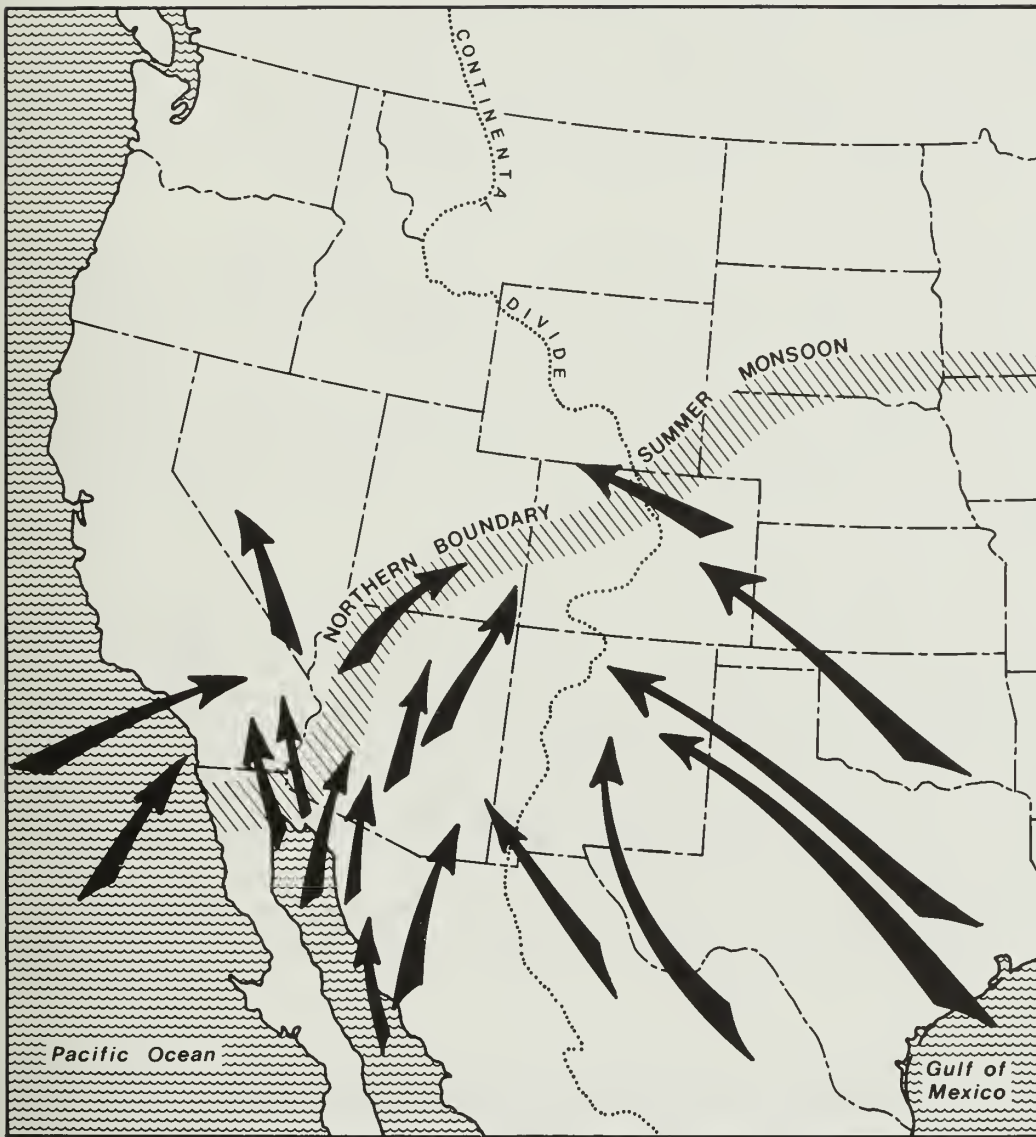 CONTINENTAL
DIVIDE
SUMMER MONSOON
NORTHERN BOUNDARY
Pacific Ocean
Gulf of
Mexico